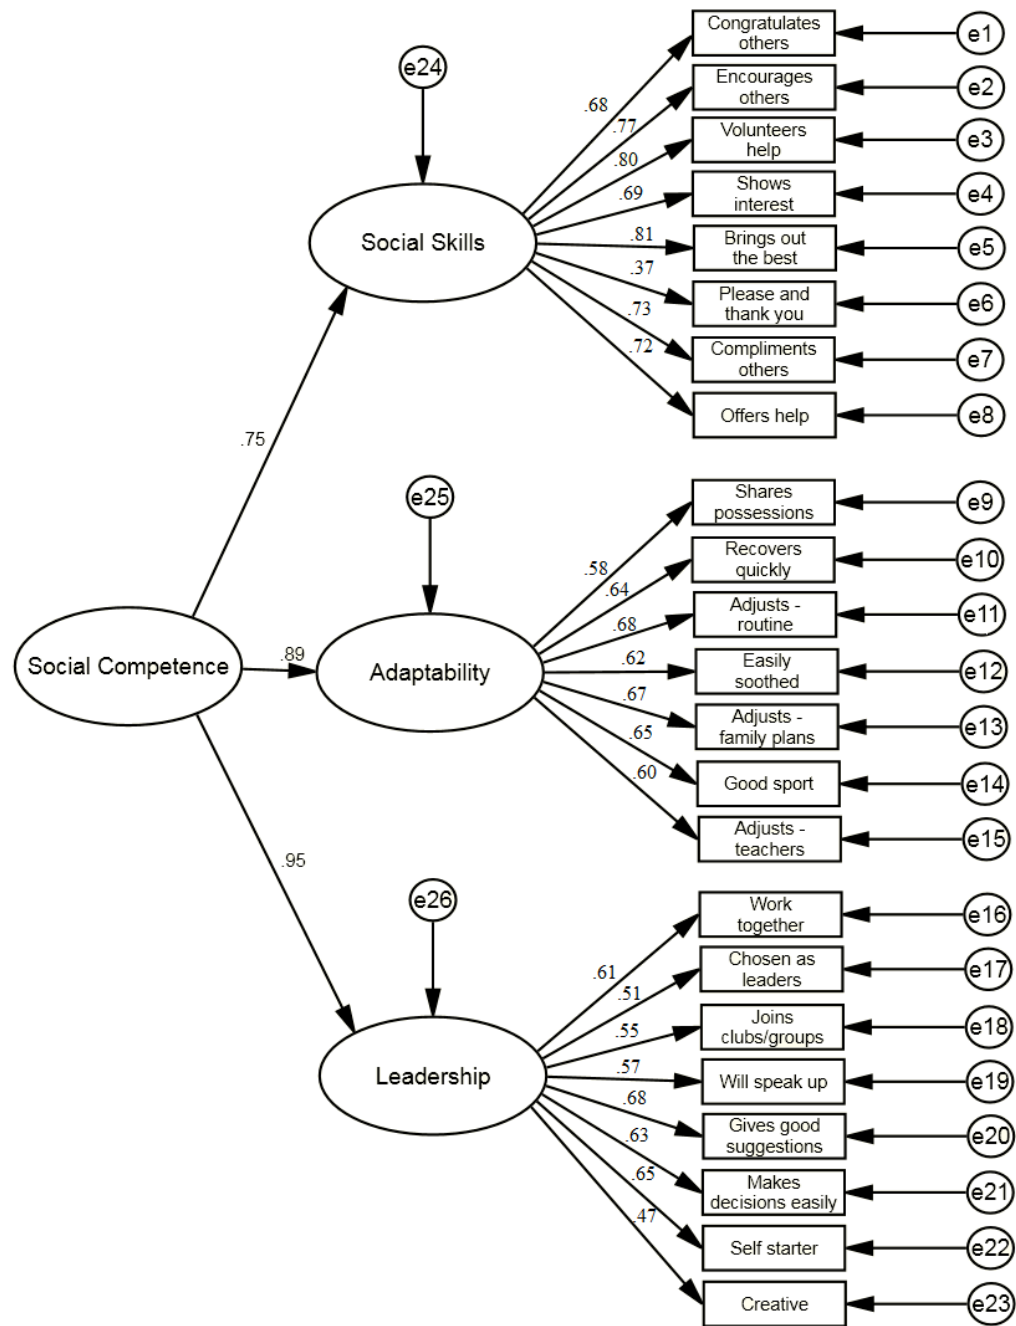 Congratulates
others
e1
e24
Encourages
others
e2
.68
.77
Volunteers
help
e3
.80
Shows
interest
e4
.69
Social Skills
.81
Brings out
the best
e5
.37
Please and
thank you
e6
.73
Compliments
others
e7
.72
Offers help
e8
.75
e25
Shares
possessions
e9
.58
Recovers
quickly
e10
.64
Adjusts -
routine
e11
.68
Social Competence
.89
Adaptability
.62
Easily
soothed
e12
.67
Adjusts -
family plans
e13
.65
Good sport
e14
.60
Adjusts -
teachers
e15
.95
e26
Work
together
e16
.61
Chosen as
leaders
e17
.51
Joins
clubs/groups
e18
.55
Leadership
.57
Will speak up
e19
.68
Gives good
suggestions
e20
.63
Makes
decisions easily
e21
.65
Self starter
e22
.47
Creative
e23